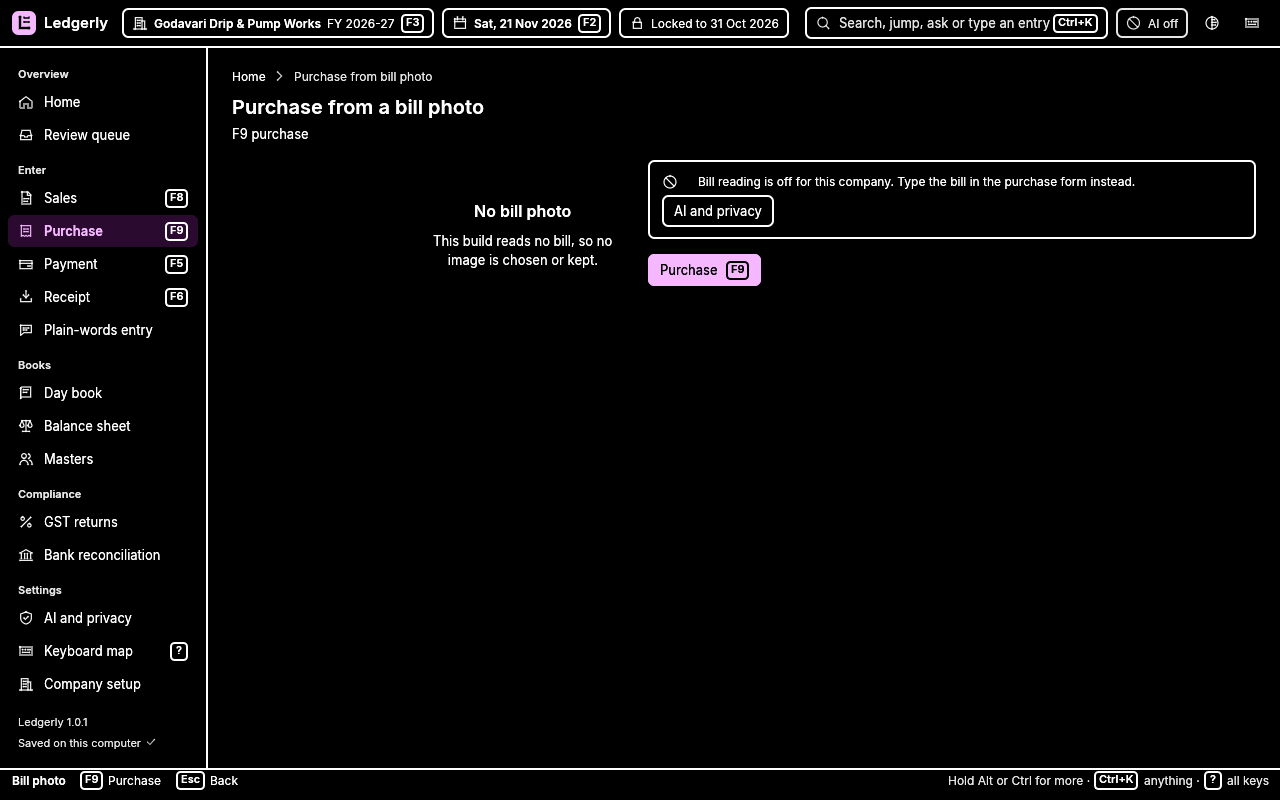 Ledgerly
Godavari Drip & Pump Works FY 2026-27 F3
Sat, 21 Nov 2026 F2
Locked to 31 Oct 2026
Search, jump, ask or type an entry Ctrl+K
AI off
Overview
Home
Review queue
Enter
Sales F8
Purchase F9
Payment F5
Receipt F6
Plain-words entry
Books
Day book
Balance sheet
Masters
Compliance
GST returns
Bank reconciliation
Settings
AI and privacy
Keyboard map ?
Company setup
Ledgerly 1.0.1
Saved on this computer
Home Purchase from bill photo
Purchase from a bill photo
F9 purchase
No bill photo
This build reads no bill, so no
image is chosen or kept.
Bill reading is off for this company. Type the bill in the purchase form instead.
AI and privacy
Purchase F9
Bill photo F9 Purchase Esc Back
Hold Alt or Ctrl for more · Ctrl+K anything · ? all keys